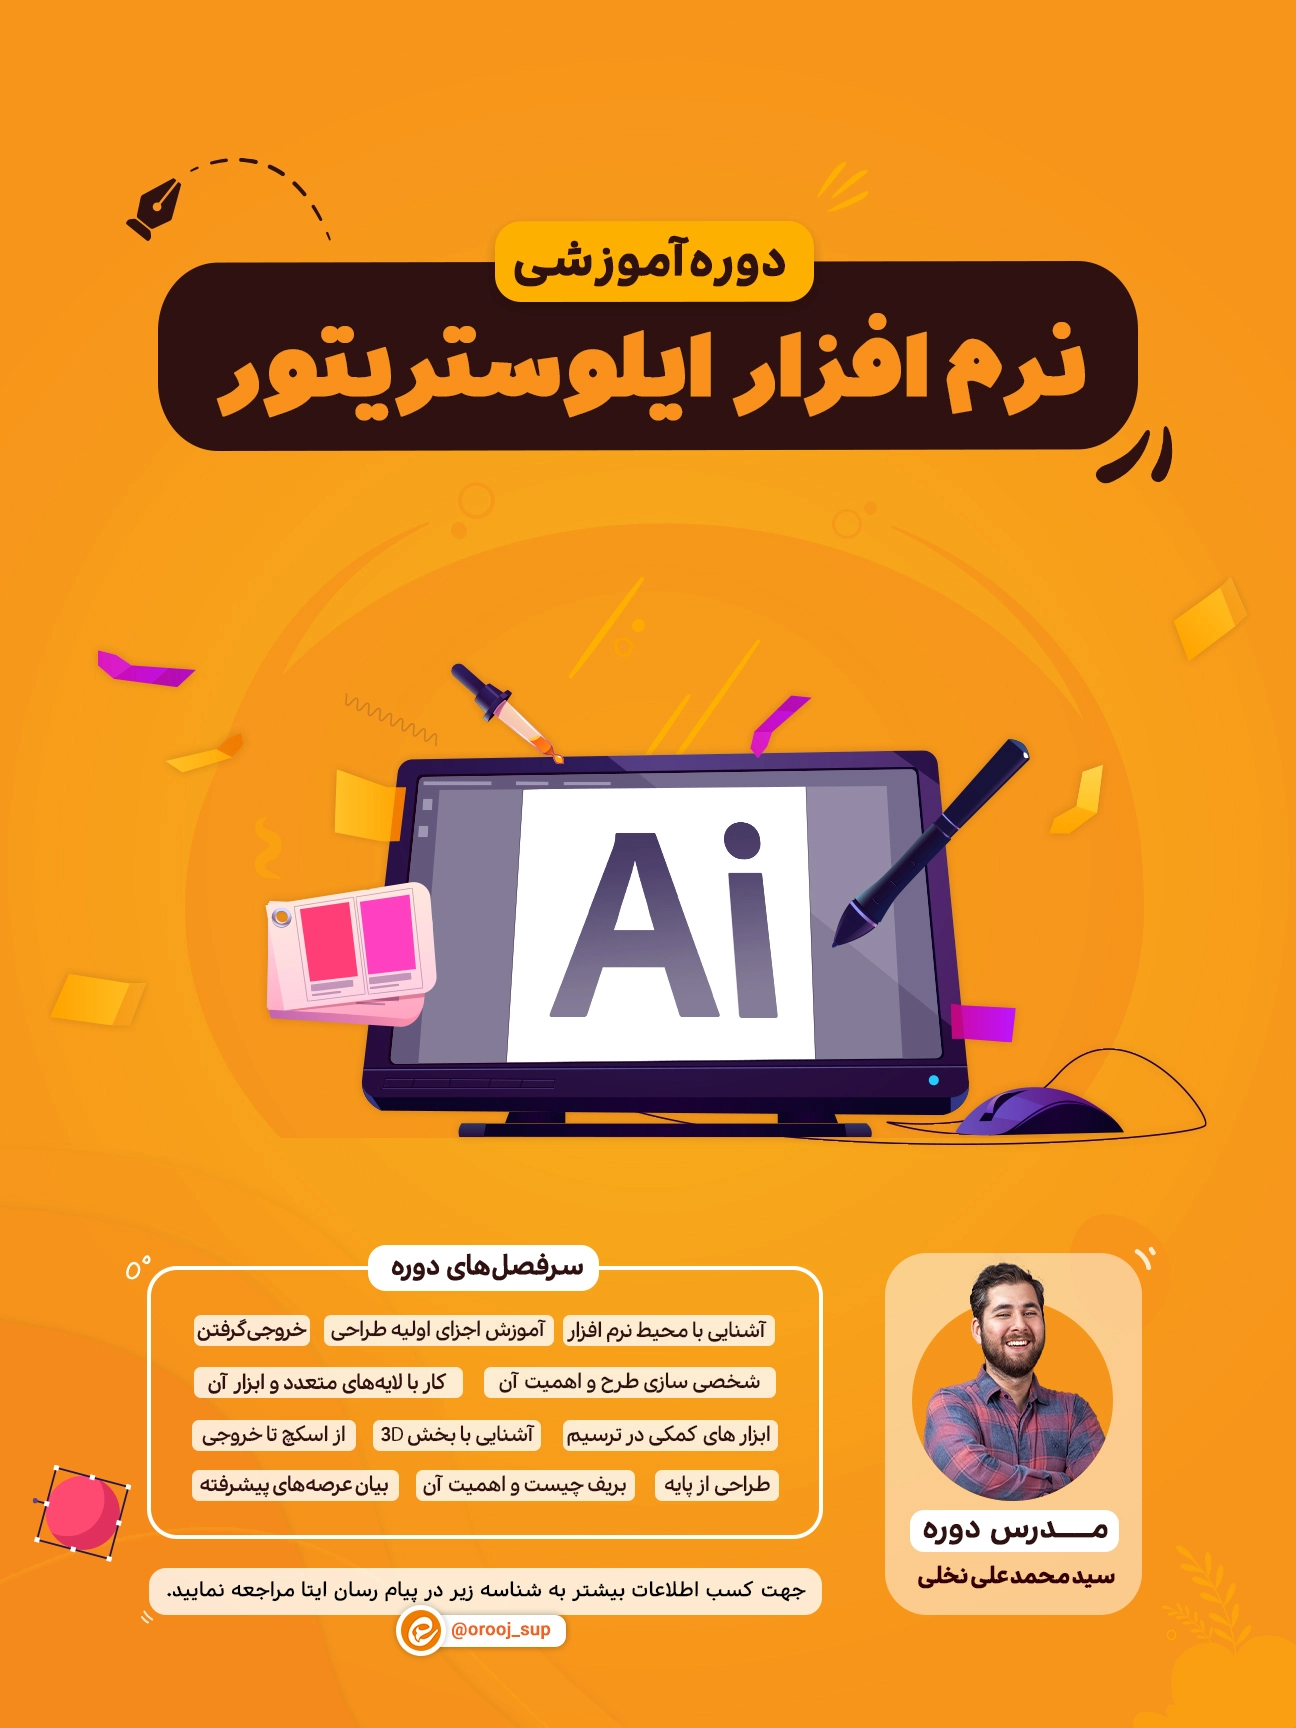 دوره آموزشی
نرم افزار ایلوستریتور
Ai
سرفصل‌های دوره
آشنایی با محیط نرم افزار
آموزش اجزای اولیه طراحی
خروجی‌گرفتن
شخصی سازی طرح و اهمیت آن
کار با لایه‌های متعدد و ابزار آن
ابزار های کمکی در ترسیم
آشنایی با بخش 3D
از اسکچ تا خروجی
طراحی از پایه
بریف چیست و اهمیت آن
بیان عرصه‌های پیشرفته
مـــدرس دوره
سیدمحمدعلی نخلی
جهت کسب اطلاعات بیشتر به شناسه زیر در پیام رسان ایتا مراجعه نمایید.
@orooj_sup